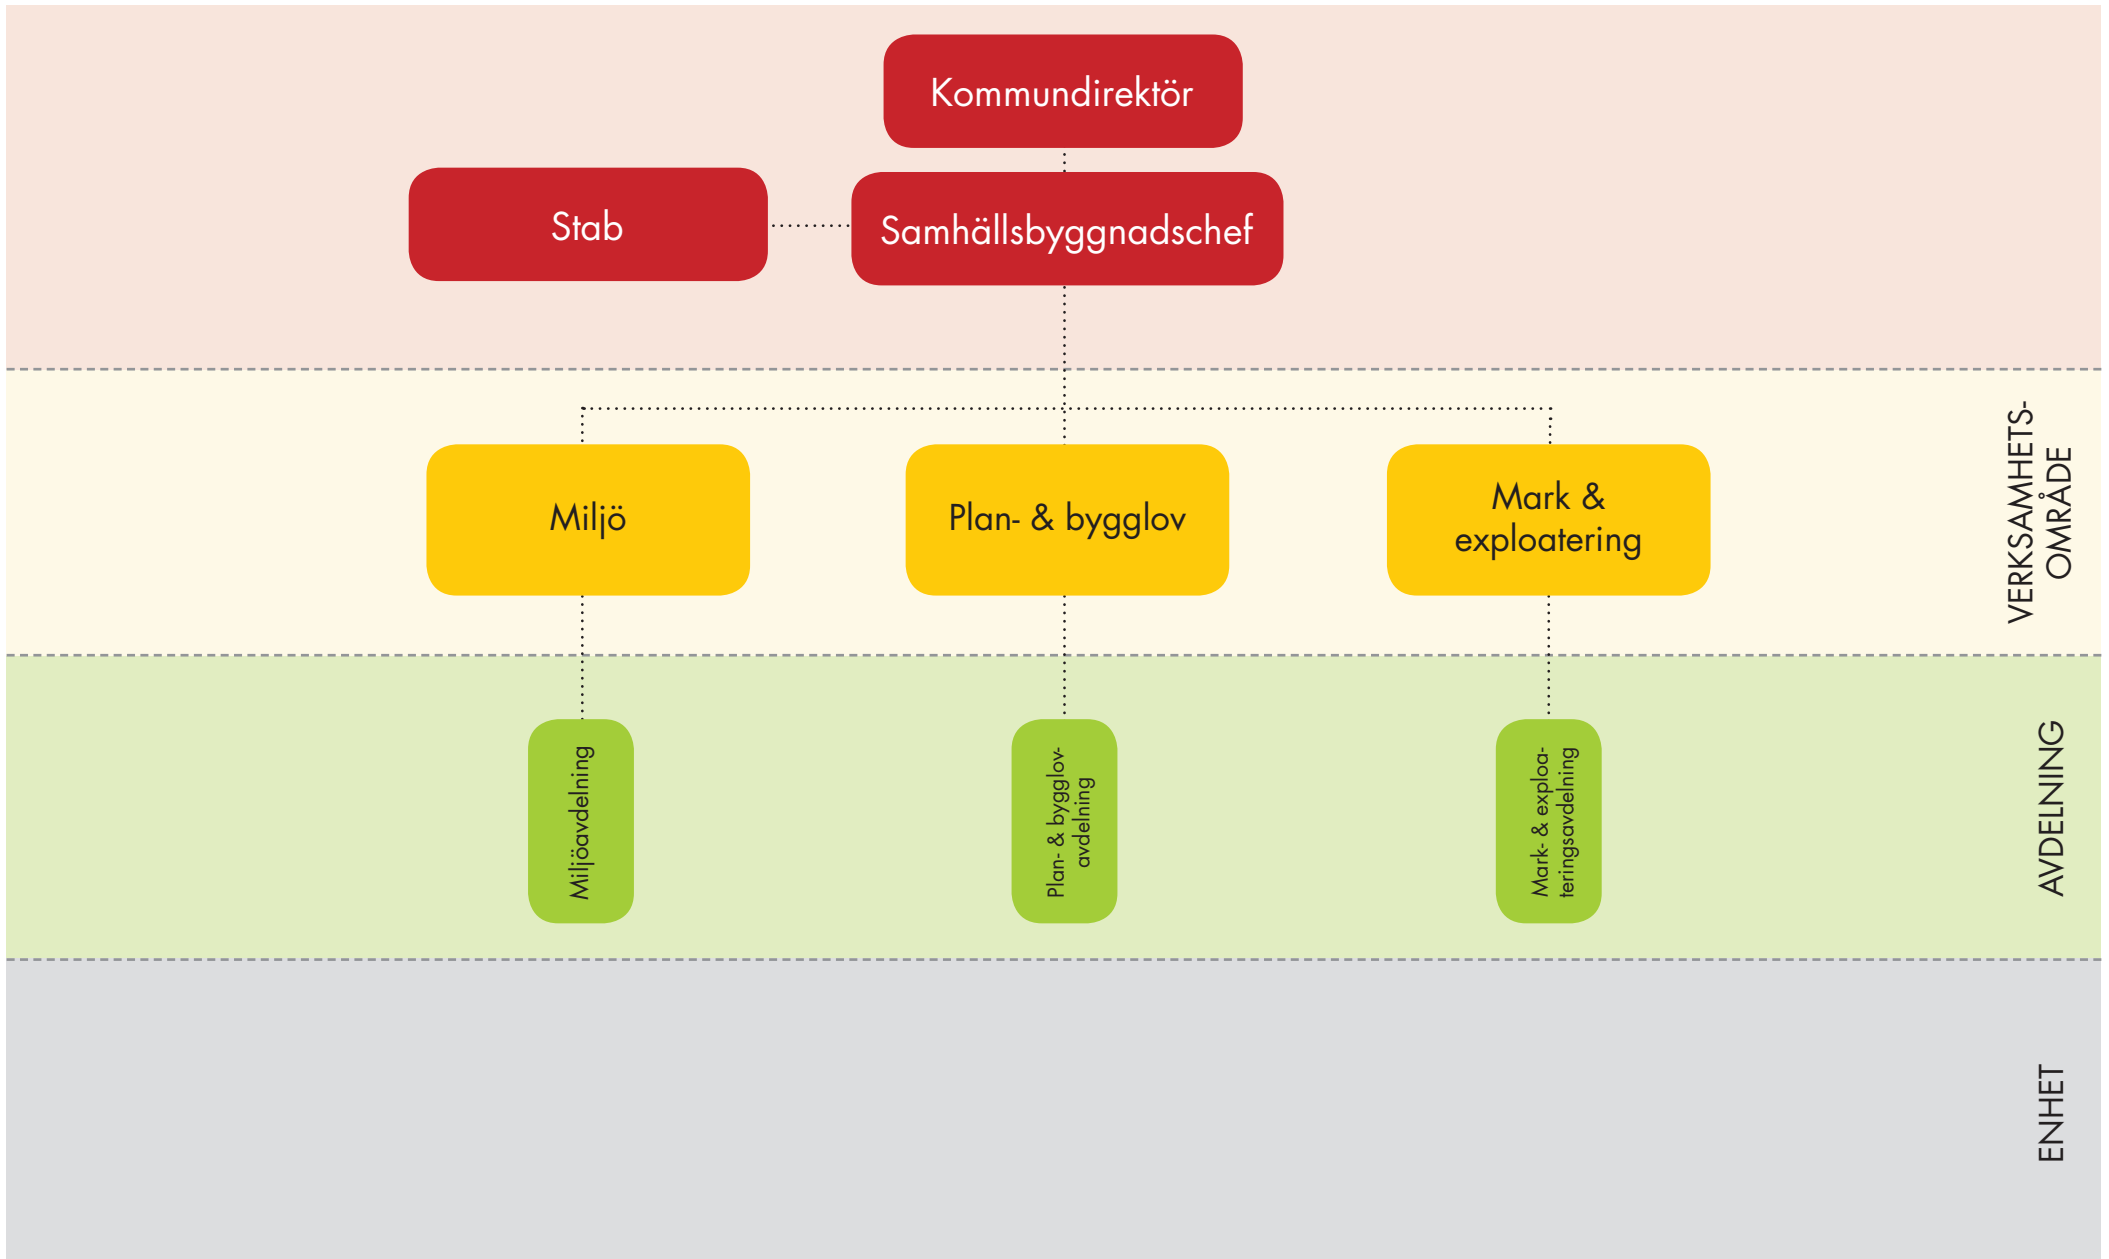 Kommundirektör
Stab
Samhällsbyggnadschef
VERKSAMHETS-
OMRÅDE
Miljö
Plan- & bygglov
Mark &
exploatering
AVDELNING
Miljöavdelning
Plan- & bygglov-
avdelning
Mark- & exploa-
teringsavdelning
ENHET